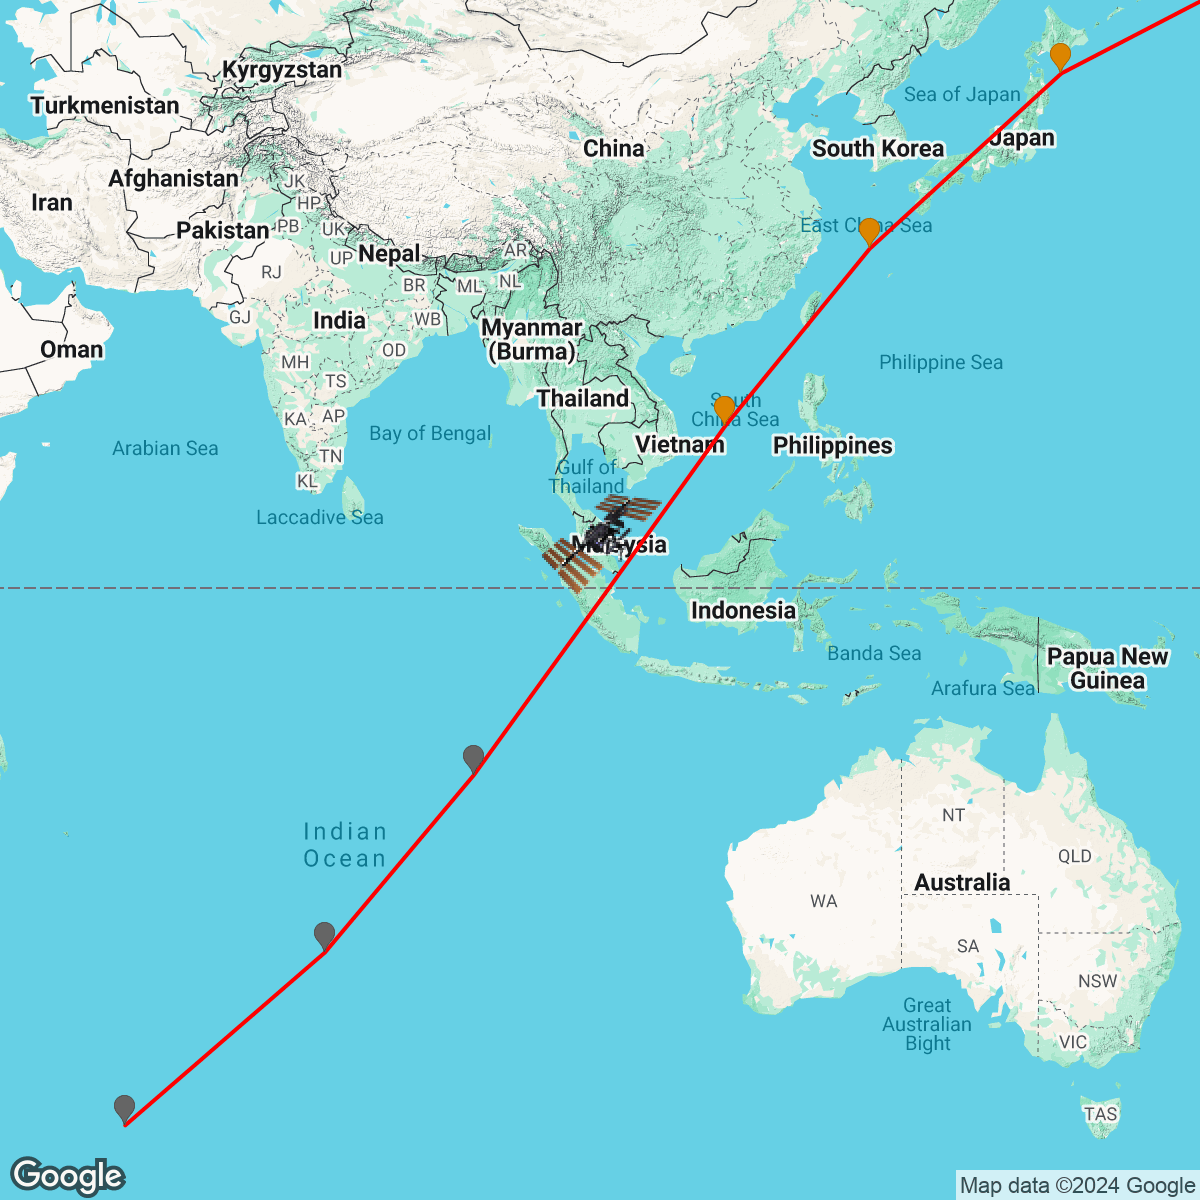 Kyrgyzstan
Turkmenistan
Sea of Japan
South Korea
Japan
China
Afghanistan
JK
HP
Iran
PB
UK
Pakistan
East China Sea
Nepal
AR
UP
RJ
NL
ML
BR
GJ
India
WB
Myanmar
(Burma)
Oman
OD
MH
Philippine Sea
TS
Thailand
South
China Sea
KA
AP
Bay of Bengal
Arabian Sea
Vietnam
Philippines
TN
Gulf of
Thailand
KL
Laccadive Sea
Malaysia
Indonesia
Banda Sea
Papua New
Guinea
Arafura Sea
Indian
Ocean
NT
QLD
Australia
WA
SA
NSW
Great
Australian
Bight
VIC
TAS
Google
Map data ©2024 Google